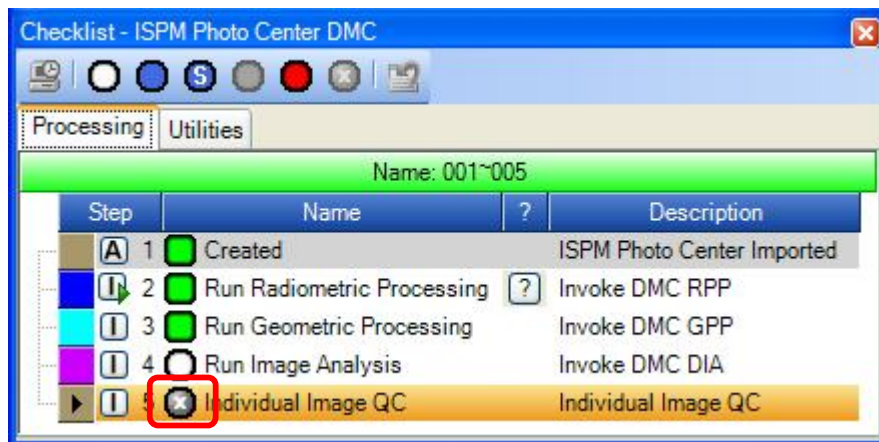 Checklist - ISPM Photo Center DMC
S
Processing Utilities
Name: 001~005
Step Name ? Description
A 1 Created ISPM Photo Center Imported
I 2 Run Radiometric Processing ? Invoke DMC RPP
I 3 Run Geometric Processing Invoke DMC GPP
I 4 Run Image Analysis Invoke DMC DIA
I 5 Individual Image QC Individual Image QC